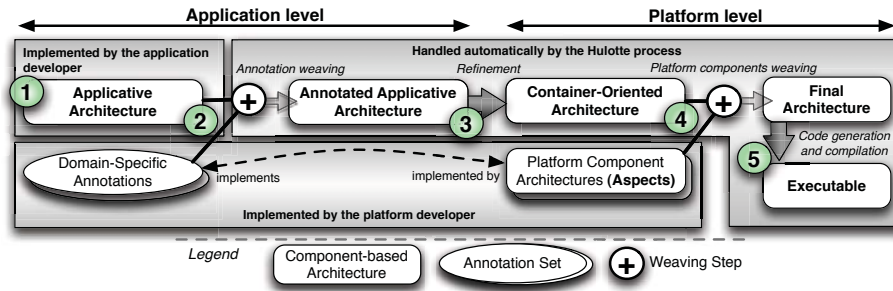 Application level
Platform level
Implemented by the application
developer
Handled automatically by the Hulotte process
1
Applicative
Architecture
2
Annotation weaving
+
Annotated Applicative
Architecture
3
Refinement
Container-Oriented
Architecture
4
Platform components weaving
+
Final
Architecture
Code generation
and compilation
5
Executable
Domain-Specific
Annotations
implements
implemented by
Platform Component
Architectures (Aspects)
Implemented by the platform developer
Legend
Component-based
Architecture
Annotation Set
+
Weaving Step